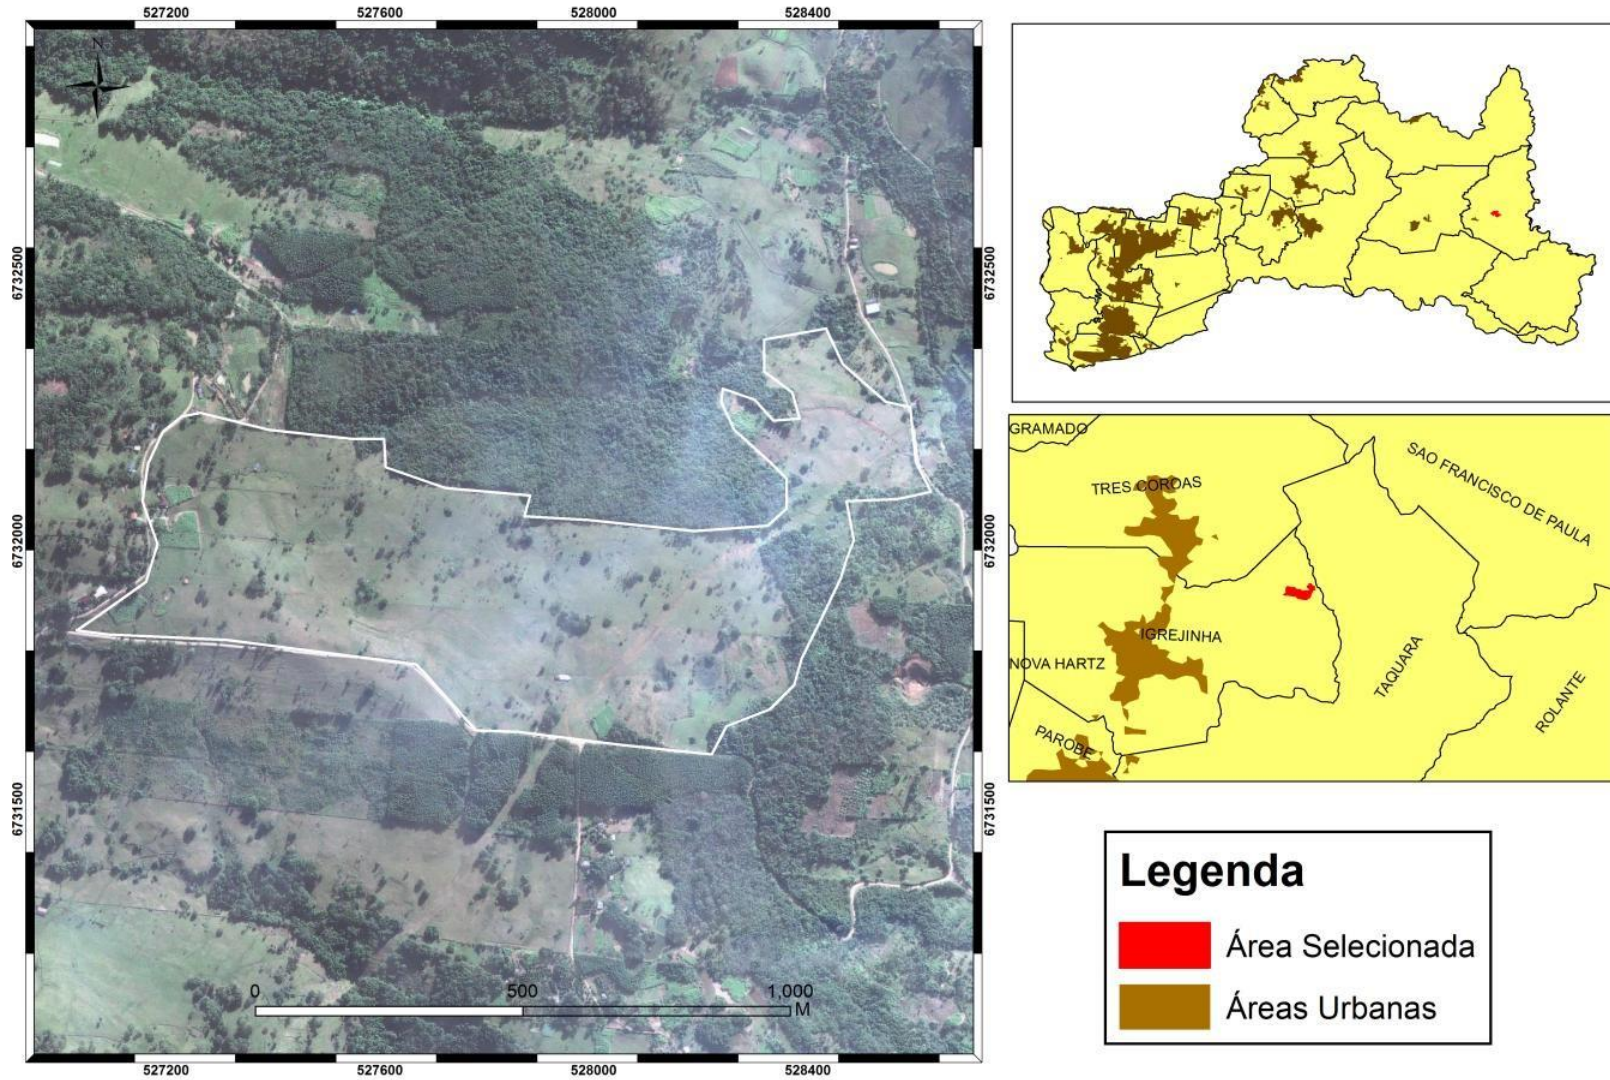 527200 527600 528000 528400
N
6732500
6732000
6731500
6732500
6732000
6731500
0 500 1,000
M
527200 527600 528000 528400
GRAMADO
TRES COROAS
SAO FRANCISCO DE PAULA
IGREJINHA
NOVA HARTZ
TAQUARA
ROLANTE
PAROBE
Legenda
Área Selecionada
Áreas Urbanas